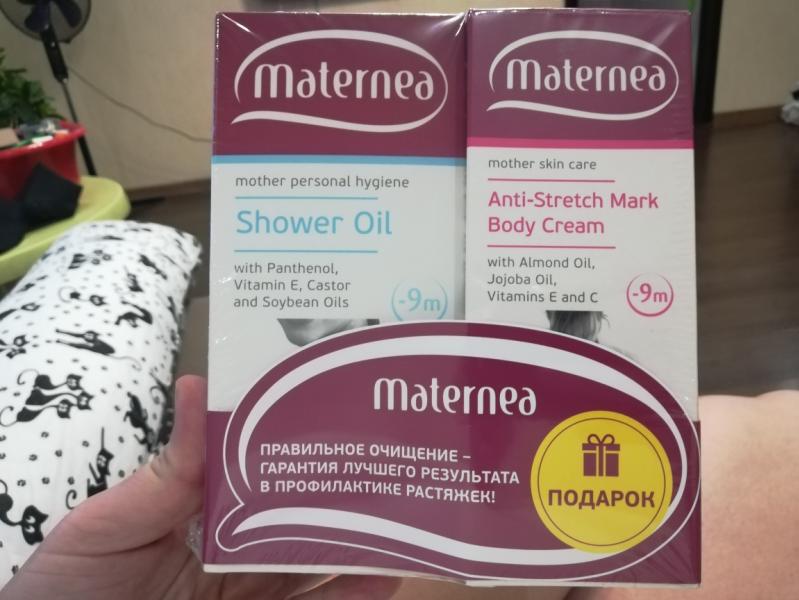 maternea
mother personal hygiene
Shower Oil
with Panthenol,
Vitamin E, Castor
and Soybean Oils
-9m
maternea
mother skin care
Anti-Stretch Mark
Body Cream
with Almond Oil,
Jojoba Oil,
Vitamins E and C
-9m
maternea
ПРАВИЛЬНОЕ ОЧИЩЕНИЕ –
ГАРАНТИЯ ЛУЧШЕГО РЕЗУЛЬТАТА
В ПРОФИЛАКТИКЕ РАСТЯЖЕК!
ПОДАРОК